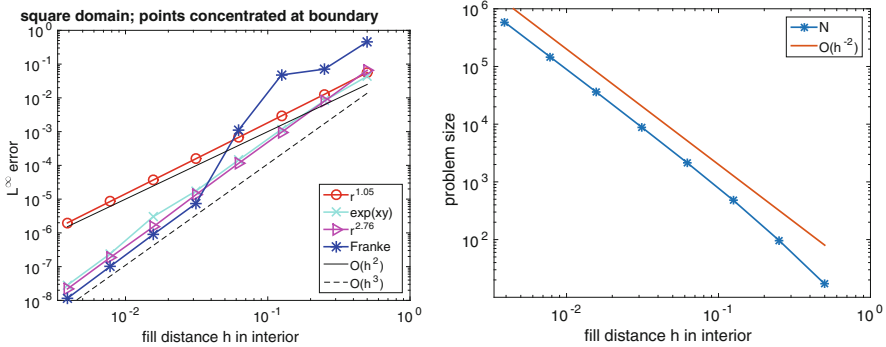 square domain; points concentrated at boundary
L^∞ error
10^0
10^-1
10^-2
10^-3
10^-4
10^-5
10^-6
10^-7
10^-8
r^1.05
exp(xy)
r^2.76
Franke
O(h^2)
O(h^3)
10^-2
10^-1
10^0
fill distance h in interior
problem size
10^6
10^5
10^4
10^3
10^2
N
O(h^-2)
10^-2
10^-1
10^0
fill distance h in interior